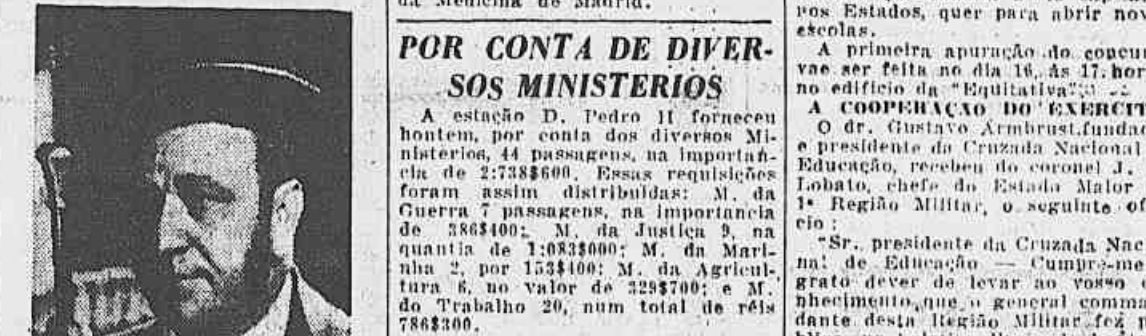 da Medicina de Madrid.
POR CONTA DE DIVER-
SOS MINISTERIOS
A estação D. Pedro II forneceu
hontem, por conta dos diversos Mi-
nisterios, 44 passagens, na importan-
cia de 2:738$600. Essas requisições
foram assim distribuidas: M. da
Guerra 7 passagens, na importancia
de 386$400; M. da Justiça 9, na
quantia de 1:083$000; M. da Mari-
nha 2, por 153$400; M. da Agricul-
tura 6, no valor de 329$700; e M.
do Trabalho 20, num total de réis
786$300.
nos Estados, quer para abrir
escolas.
A primeira apuração do
vae ser feita no dia 16, ás 17
no edificio da "Equitativa"
A COOPERAÇÃO DO EXERCIT
O dr. Gustavo Armbrust, funda
e presidente da Cruzada Nacional
Educação, recebeu do coronel J.
Lobato, chefe do Estado Maior
1ª Região Militar, o seguinte of
cio:
"Sr. presidente da Cruzada Nac
nal de Educação — Cumpre-me
grato dever de levar ao vosso
nhecimento que o general comma
dante desta Região Militar fez